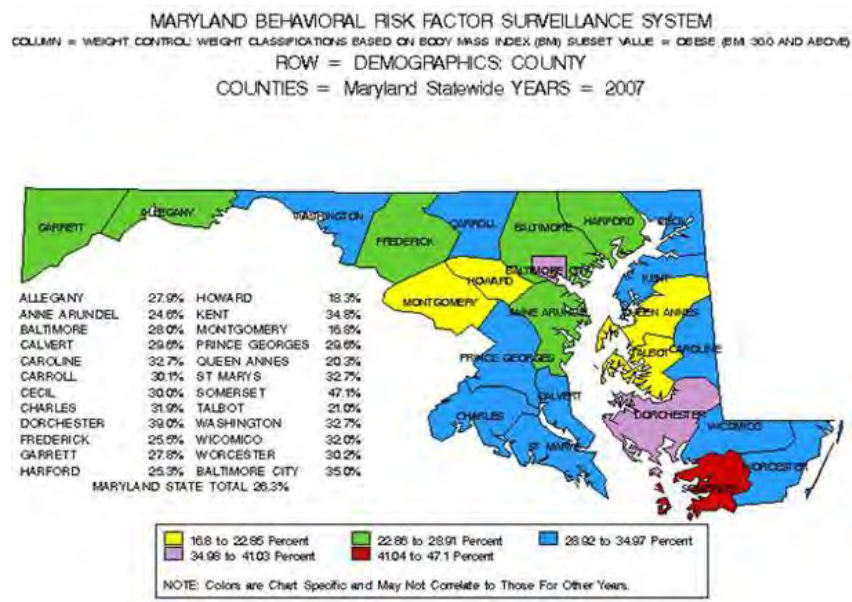 MARYLAND BEHAVIORAL RISK FACTOR SURVEILLANCE SYSTEM
COLUMN = WEIGHT CONTROL: WEIGHT CLASSIFICATIONS BASED ON BODY MASS INDEX (BMI) SUBSET VALUE = OBESE (BMI 30.0 AND ABOVE)
ROW = DEMOGRAPHICS: COUNTY
COUNTIES = Maryland Statewide YEARS = 2007
GARRETT
ALLEGANY
WASHINGTON
FREDERICK
CARROLL
BALTIMORE
HARFORD
CECIL
BALTIMORE CITY
HOWARD
MONTGOMERY
KENT
ANNE ARUNDEL
QUEEN ANNES
PRINCE GEORGES
TALBOT
CAROLINE
CALVERT
CHARLES
ST MARYS
DORCHESTER
WICOMICO
WORCESTER
SOMERSET
ALLEGANY 27.9% HOWARD 18.3%
ANNE ARUNDEL 24.6% KENT 34.8%
BALTIMORE 28.0% MONTGOMERY 16.8%
CALVERT 29.6% PRINCE GEORGES 29.6%
CAROLINE 32.7% QUEEN ANNES 20.3%
CARROLL 30.1% ST MARYS 32.7%
CECIL 30.0% SOMERSET 47.1%
CHARLES 31.9% TALBOT 21.0%
DORCHESTER 39.0% WASHINGTON 32.7%
FREDERICK 25.5% WICOMICO 32.0%
GARRETT 27.8% WORCESTER 30.2%
HARFORD 25.3% BALTIMORE CITY 35.0%
MARYLAND STATE TOTAL 26.3%
16.8 to 22.85 Percent 22.86 to 28.91 Percent 28.92 to 34.97 Percent
34.98 to 41.03 Percent 41.04 to 47.1 Percent
NOTE: Colors are Chart Specific and May Not Correlate to Those For Other Years.